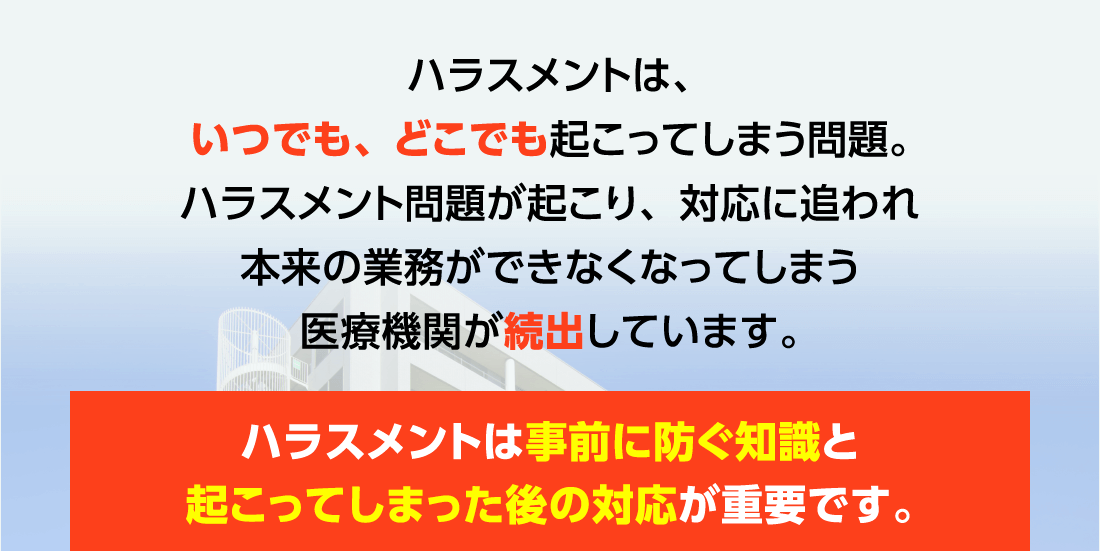 ハラスメントは、
いつでも、どこでも起こってしまう問題。
ハラスメント問題が起こり、対応に追われ
本来の業務ができなくなってしまう
医療機関が続出しています。
ハラスメントは事前に防ぐ知識と
起こってしまった後の対応が重要です。